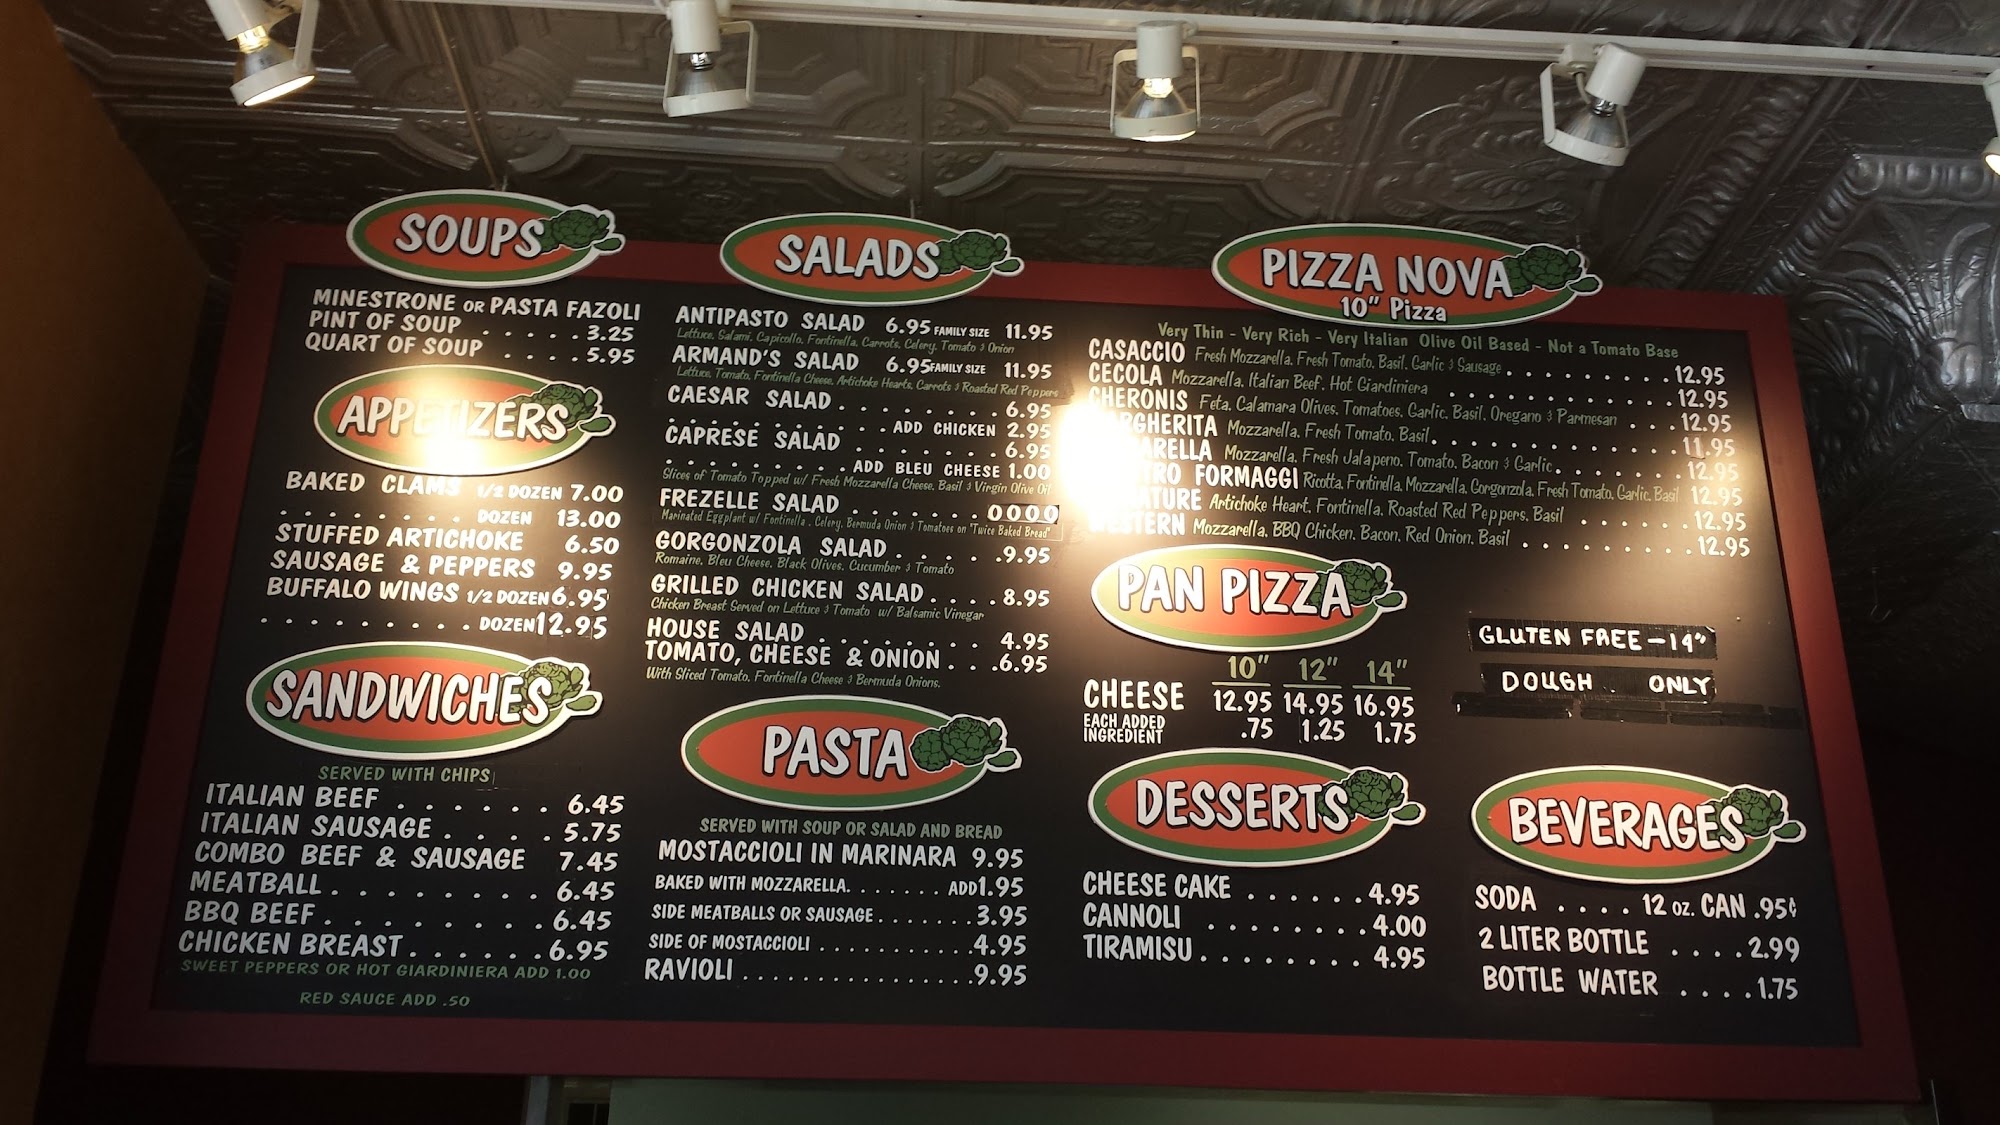 SOUPS
MINESTRONE OR PASTA FAZOLI
PINT OF SOUP . . . . . 3.25
QUART OF SOUP . . . . 5.95
APPETIZERS
BAKED CLAMS 1/2 DOZEN 7.00
. . . . . . . . DOZEN 13.00
STUFFED ARTICHOKE 6.50
SAUSAGE & PEPPERS 9.95
BUFFALO WINGS 1/2 DOZEN 6.95
. . . . . . . . . DOZEN 12.95
SANDWICHES
SERVED WITH CHIPS
ITALIAN BEEF . . . . . . 6.45
ITALIAN SAUSAGE . . . . 5.75
COMBO BEEF & SAUSAGE 7.45
MEATBALL . . . . . . . . 6.45
BBQ BEEF . . . . . . . . 6.45
CHICKEN BREAST . . . . . . 6.95
SWEET PEPPERS OR HOT GIARDINIERA ADD 1.00
RED SAUCE ADD .50
SALADS
ANTIPASTO SALAD 6.95 FAMILY SIZE 11.95
Lettuce, Salami, Capicollo, Fontinella, Carrots, Celery, Tomato & Onion
ARMAND'S SALAD 6.95 FAMILY SIZE 11.95
Lettuce, Tomato, Fontinella Cheese, Artichoke Hearts, Carrots & Roasted Red Peppers
CAESAR SALAD . . . . . . . . 6.95
. . . . . . . . . . . ADD CHICKEN 2.95
CAPRESE SALAD . . . . . . . 6.95
. . . . . . . . . ADD BLEU CHEESE 1.00
Slices of Tomato Topped w/ Fresh Mozzarella Cheese, Basil & Virgin Olive Oil
FREZELLE SALAD . . . . . . . 0000
Marinated Eggplant w/ Fontinella, Celery, Bermuda Onion & Tomatoes on "Twice Baked Bread"
GORGONZOLA SALAD . . . . . .9.95
Romaine, Bleu Cheese, Black Olives, Cucumber & Tomato
GRILLED CHICKEN SALAD . . . . 8.95
Chicken Breast Served on Lettuce & Tomato w/ Balsamic Vinegar
HOUSE SALAD . . . . . . . 4.95
TOMATO, CHEESE & ONION . . .6.95
With Sliced Tomato, Fontinella Cheese & Bermuda Onions.
PASTA
SERVED WITH SOUP OR SALAD AND BREAD
MOSTACCIOLI IN MARINARA 9.95
BAKED WITH MOZZARELLA. . . . . . . ADD 1.95
SIDE MEATBALLS OR SAUSAGE . . . . . . . 3.95
SIDE OF MOSTACCIOLI . . . . . . . . . . . .4.95
RAVIOLI . . . . . . . . . . . . . . . .9.95
PIZZA NOVA
10" Pizza
Very Thin - Very Rich - Very Italian Olive Oil Based - Not a Tomato Base
CASACCIO Fresh Mozzarella, Fresh Tomato, Basil, Garlic & Sausage . . . . . . . . . 12.95
CECOLA Mozzarella, Italian Beef, Hot Giardiniera . . . . . . . . . . . . 12.95
CHERONIS Feta, Calamara Olives, Tomatoes, Garlic, Basil, Oregano & Parmesan . . . 12.95
MARGHERITA Mozzarella, Fresh Tomato, Basil . . . . . . . . . . . . . 11.95
Mozzarella, Fresh Jalapeno, Tomato, Bacon & Garlic . . . . . . . 12.95
FORMAGGI Ricotta, Fontinella, Mozzarella, Gorgonzola, Fresh Tomato, Garlic, Basil 12.95
Artichoke Heart, Fontinella, Roasted Red Peppers, Basil . . . . . . 12.95
WESTERN Mozzarella, BBQ Chicken, Bacon, Red Onion, Basil . . . . . . . . . 12.95
PAN PIZZA
10" 12" 14"
CHEESE 12.95 14.95 16.95
EACH ADDED INGREDIENT .75 1.25 1.75
GLUTEN FREE - 14"
DOUGH . ONLY
DESSERTS
CHEESE CAKE . . . . . . 4.95
CANNOLI . . . . . . . . 4.00
TIRAMISU . . . . . . . . 4.95
BEVERAGES
SODA . . . . 12 OZ. CAN .95¢
2 LITER BOTTLE . . . . 2.99
BOTTLE WATER . . . . 1.75